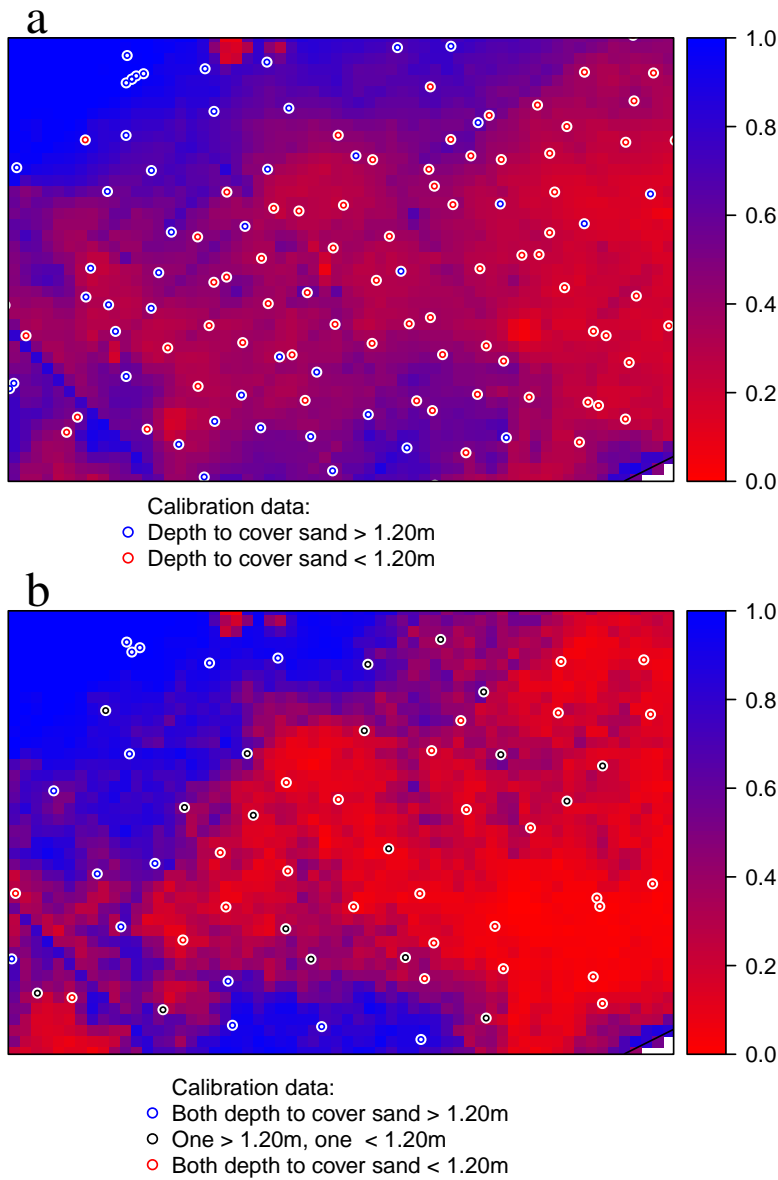 a
1.0
0.8
0.6
0.4
0.2
0.0
Calibration data:
Depth to cover sand > 1.20m
Depth to cover sand < 1.20m
b
1.0
0.8
0.6
0.4
0.2
0.0
Calibration data:
Both depth to cover sand > 1.20m
One > 1.20m, one  < 1.20m
Both depth to cover sand < 1.20m